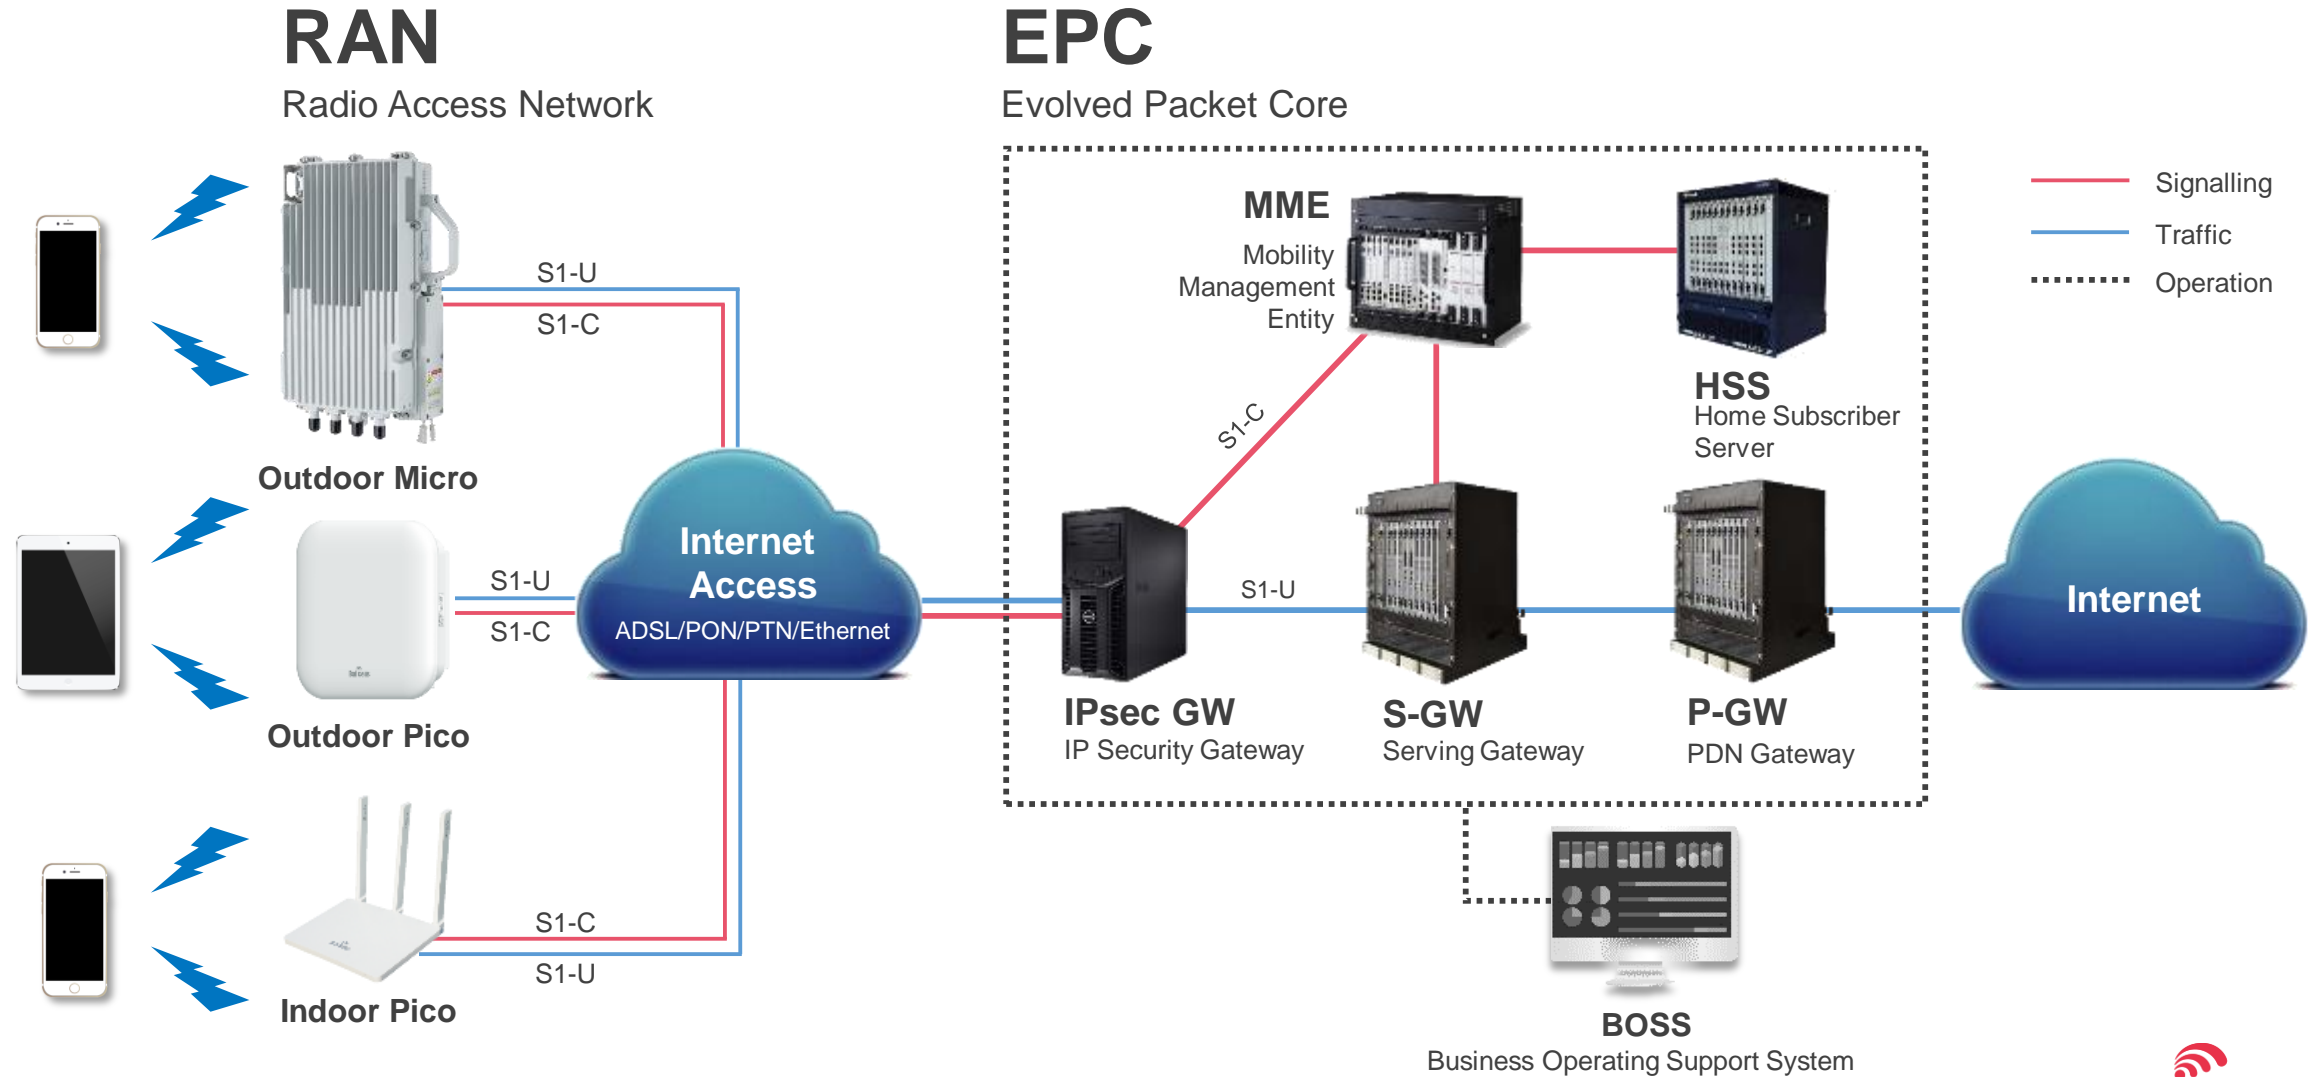 RAN
Radio Access Network
EPC
Evolved Packet Core
Signalling
Traffic
Operation
MME
Mobility
Management
Entity
HSS
Home Subscriber
Server
S1-U
S1-C
Outdoor Micro
S1-C
Internet
Access
ADSL/PON/PTN/Ethernet
S1-U
S1-C
Outdoor Pico
S1-U
Internet
IPsec GW
IP Security Gateway
S-GW
Serving Gateway
P-GW
PDN Gateway
S1-C
S1-U
Indoor Pico
BOSS
Business Operating Support System